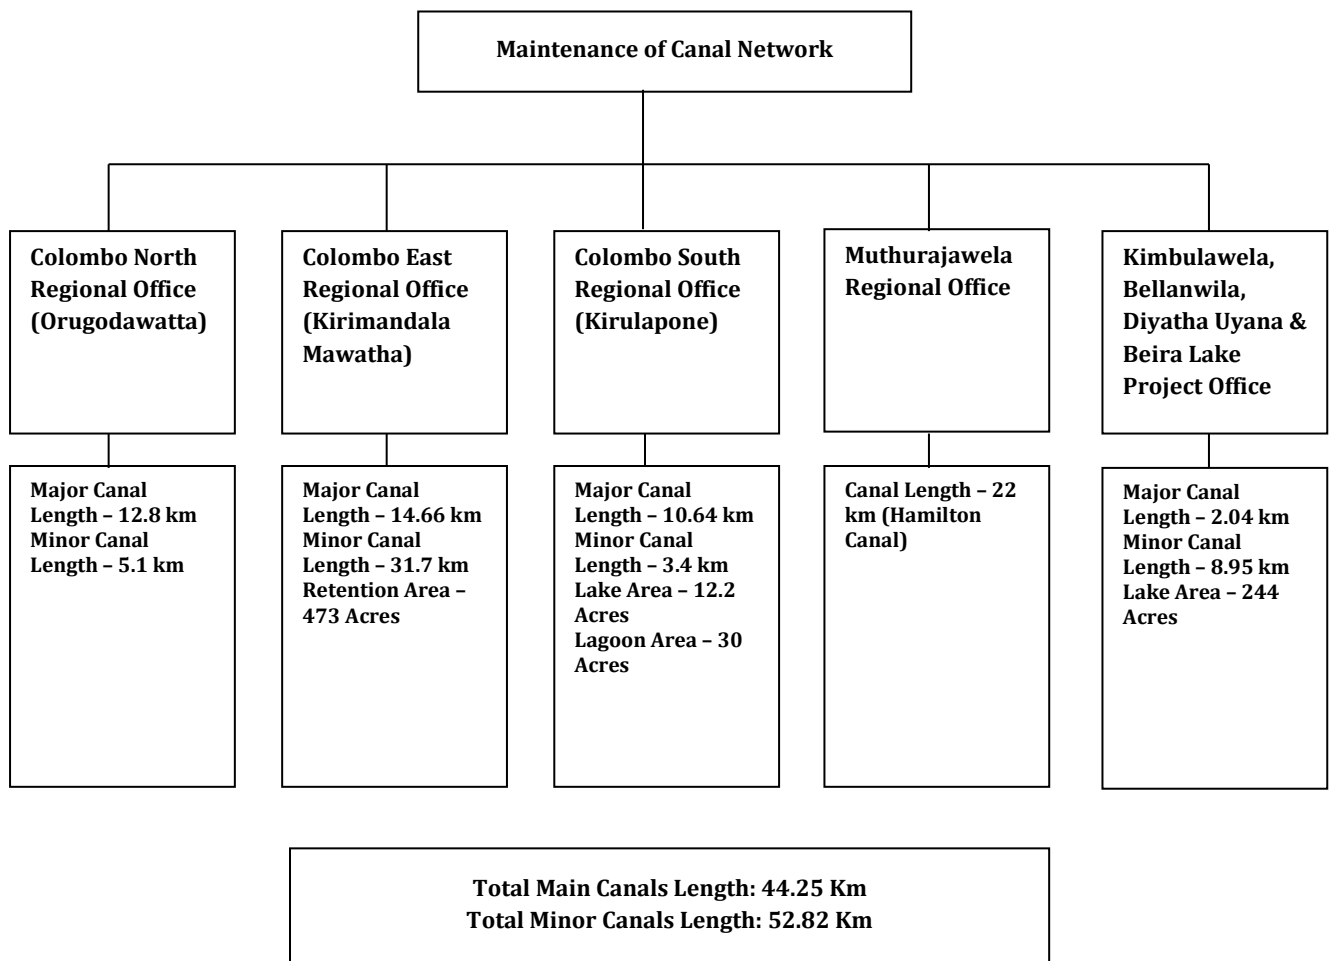 Maintenance of Canal Network
Colombo North
Regional Office
(Orugodawatta)
Colombo East
Regional Office
(Kirimandala
Mawatha)
Colombo South
Regional Office
(Kirulapone)
Muthurajawela
Regional Office
Kimbulawela,
Bellanwila,
Diyatha Uyana &
Beira Lake
Project Office
Major Canal
Length – 12.8 km
Minor Canal
Length – 5.1 km
Major Canal
Length – 14.66 km
Minor Canal
Length – 31.7 km
Retention Area –
473 Acres
Major Canal
Length – 10.64 km
Minor Canal
Length – 3.4 km
Lake Area – 12.2
Acres
Lagoon Area – 30
Acres
Canal Length – 22
km (Hamilton
Canal)
Major Canal
Length – 2.04 km
Minor Canal
Length – 8.95 km
Lake Area – 244
Acres
Total Main Canals Length: 44.25 Km
Total Minor Canals Length: 52.82 Km